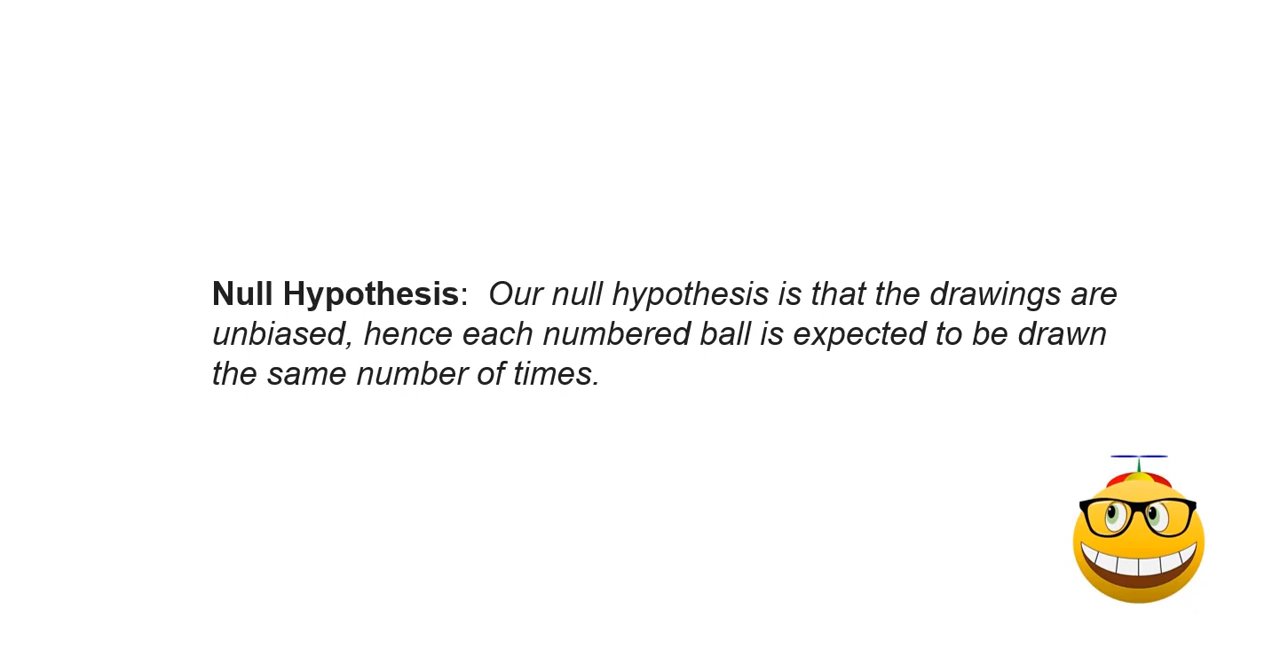 Null Hypothesis:  Our null hypothesis is that the drawings are
unbiased, hence each numbered ball is expected to be drawn
the same number of times.